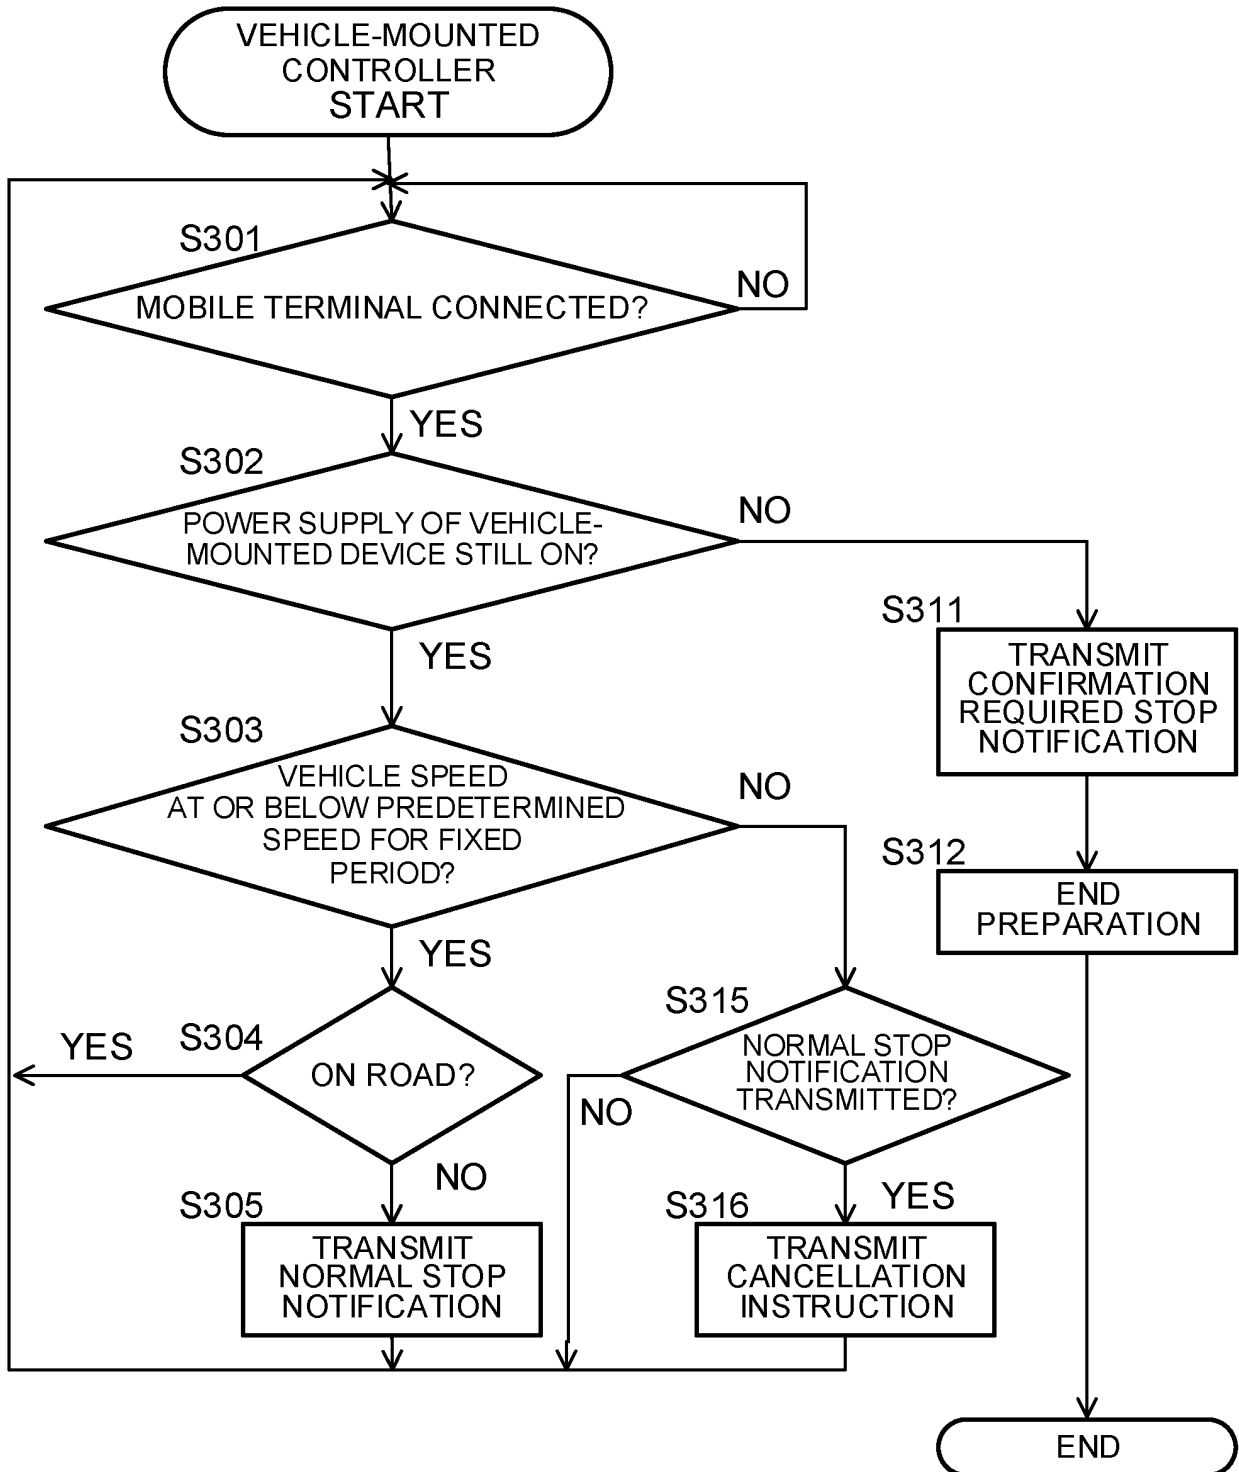 VEHICLE-MOUNTED
CONTROLLER
START
S301
NO
MOBILE TERMINAL CONNECTED?
YES
S302
NO
POWER SUPPLY OF VEHICLE-
MOUNTED DEVICE STILL ON?
S311
YES
TRANSMIT
CONFIRMATION
REQUIRED STOP
NOTIFICATION
S303
NO
VEHICLE SPEED
AT OR BELOW PREDETERMINED
SPEED FOR FIXED
PERIOD?
S312
END
PREPARATION
YES
S304
YES
ON ROAD?
S315
NORMAL STOP
NOTIFICATION
TRANSMITTED?
NO
NO
S305
TRANSMIT
NORMAL STOP
NOTIFICATION
YES
S316
TRANSMIT
CANCELLATION
INSTRUCTION
END